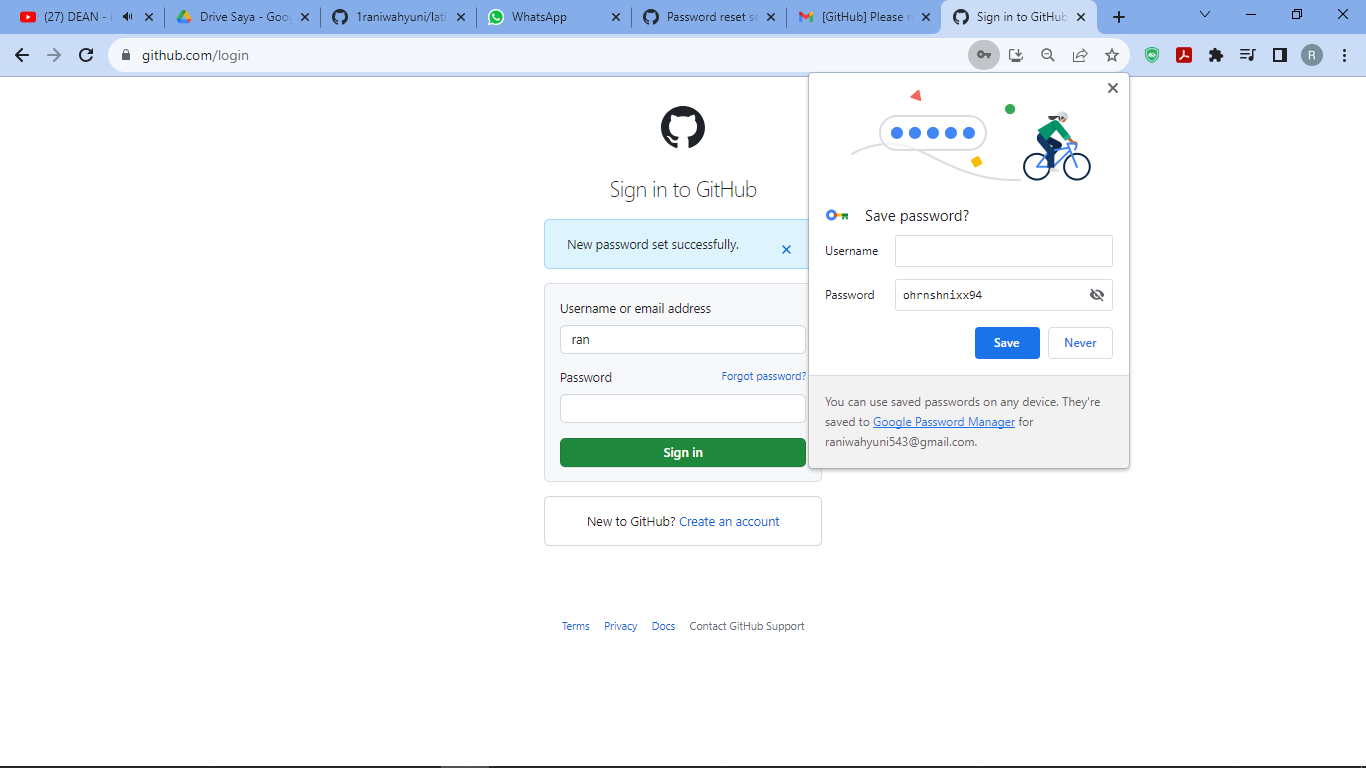 (27) DEAN - i
Drive Saya - Goog
1raniwahyuni/lati
WhatsApp
Password reset se
[GitHub] Please r
Sign in to GitHub
github.com/login
R
Sign in to GitHub
New password set successfully.
Username or email address
ran
Password
Forgot password?
Sign in
New to GitHub? Create an account
Terms
Privacy
Docs
Contact GitHub Support
Save password?
Username
Password
ohrnshnixx94
Save
Never
You can use saved passwords on any device. They're
saved to Google Password Manager for
raniwahyuni543@gmail.com.